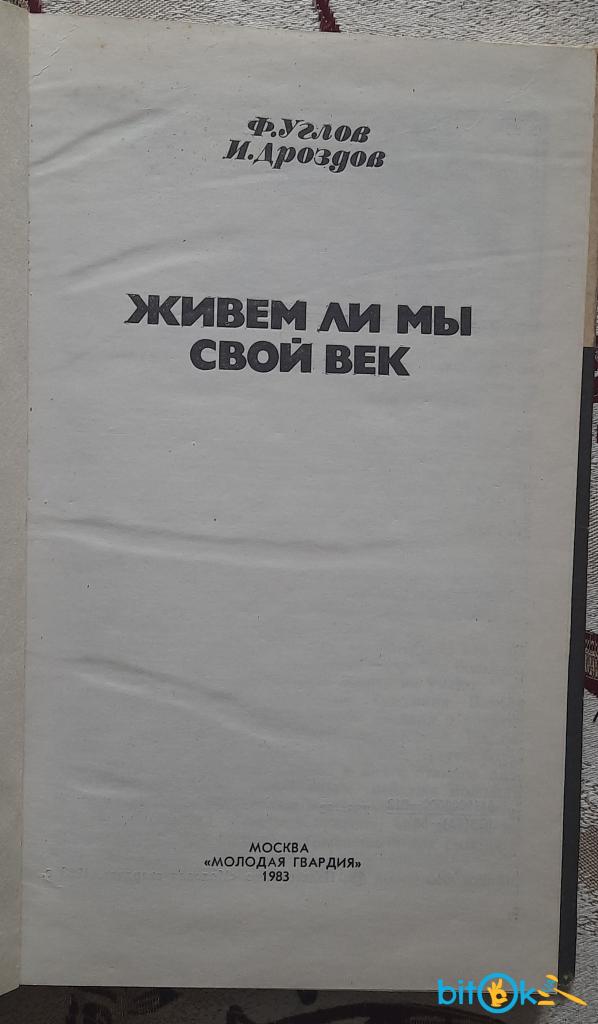 Ф. Углов
И. Дроздов
ЖИВЕМ ЛИ МЫ
СВОЙ ВЕК
МОСКВА
«МОЛОДАЯ ГВАРДИЯ»
1983
bitOk